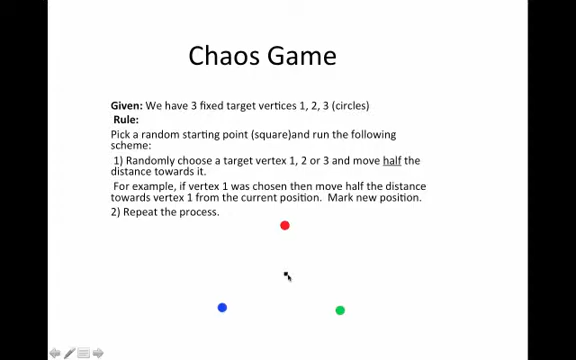 Chaos Game
Given: We have 3 fixed target vertices 1, 2, 3 (circles)
Rule:
Pick a random starting point (square)and run the following
scheme:
1) Randomly choose a target vertex 1, 2 or 3 and move half the
distance towards it.
For example, if vertex 1 was chosen then move half the distance
towards vertex 1 from the current position.  Mark new position.
2) Repeat the process.